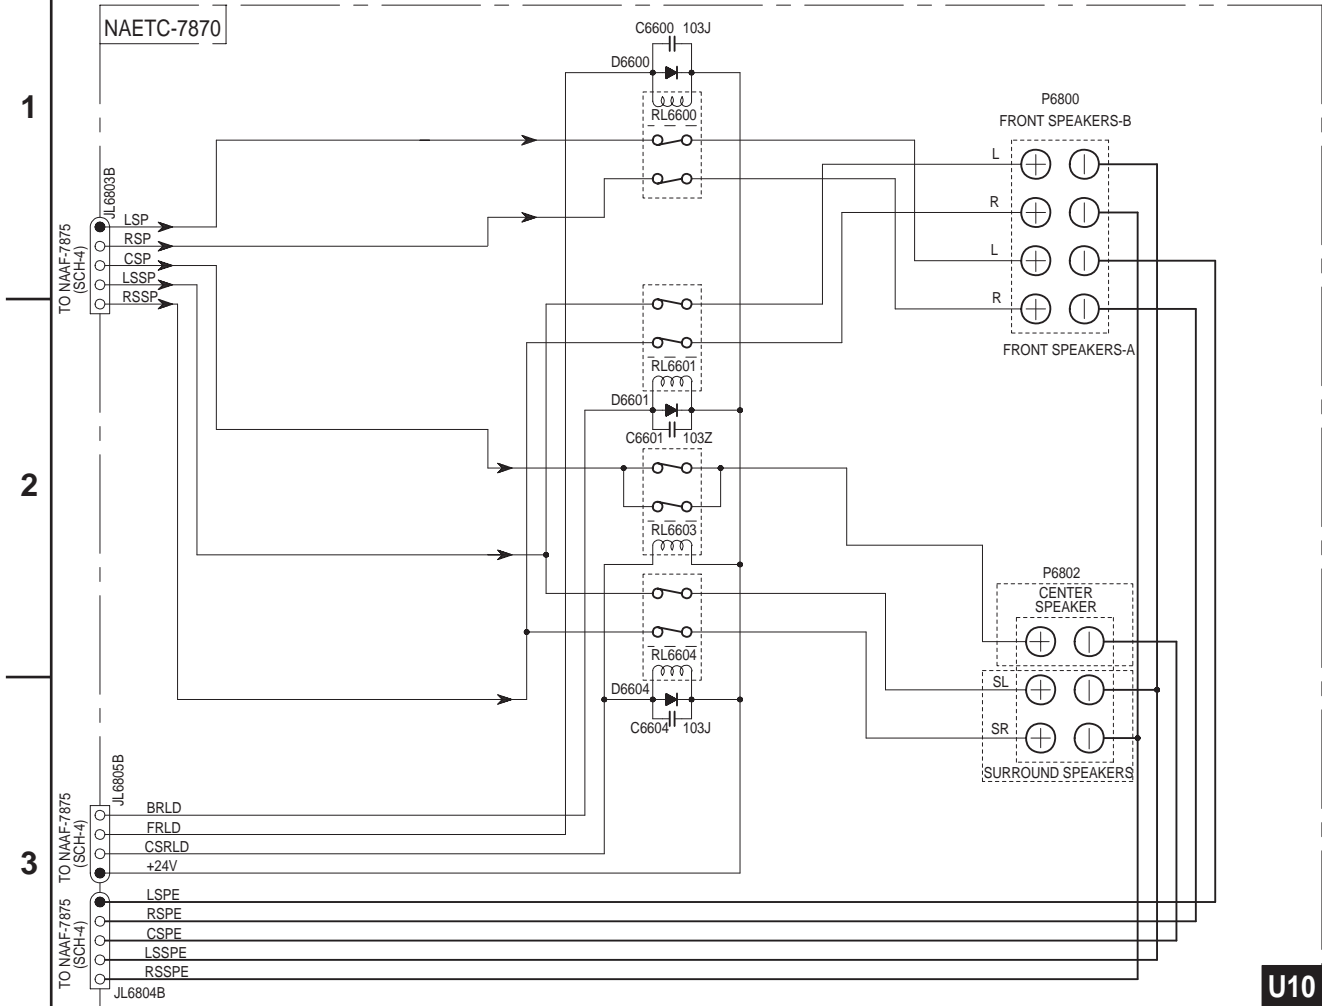 NAETC-7870
C6600 103J
D6600
RL6600
1
P6800
FRONT SPEAKERS-B
L
R
L
R
FRONT SPEAKERS-A
JL6803B
TO NAAF-7875
(SCH-4)
LSP
RSP
CSP
LSSP
RSSP
RL6601
D6601
C6601 103Z
2
RL6603
P6802
CENTER
SPEAKER
RL6604
D6604
C6604 103J
SL
SR
SURROUND SPEAKERS
JL6805B
TO NAAF-7875
(SCH-4)
BRLD
FRLD
CSRLD
+24V
3
TO NAAF-7875
(SCH-4)
LSPE
RSPE
CSPE
LSSPE
RSSPE
JL6804B
U10